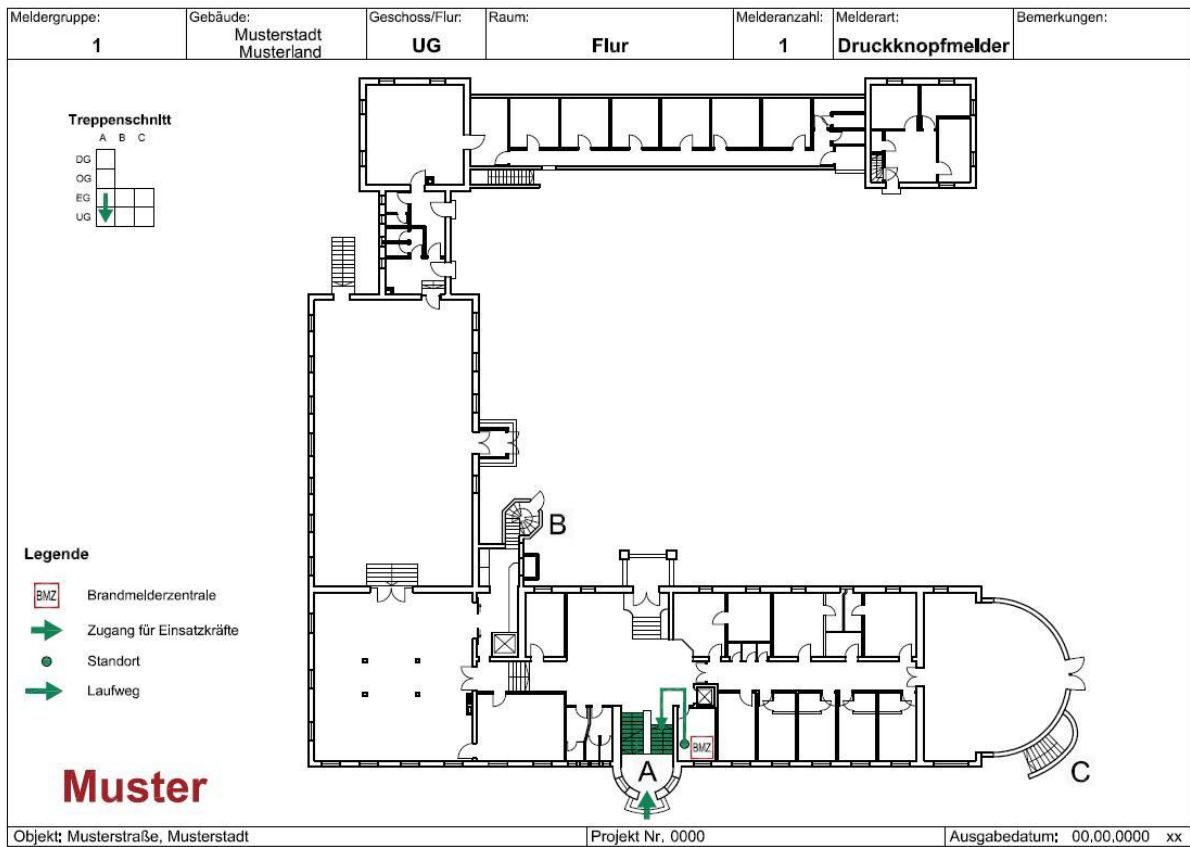 Meldergruppe:
1
Gebäude:
Musterstadt
Musterland
Geschoss/Flur:
UG
Raum:
Flur
Melderanzahl:
1
Melderart:
Druckknopfmelder
Bemerkungen:
Treppenschnitt
A B C
DG
OG
EG
UG
B
Legende
BMZ Brandmelderzentrale
Zugang für Einsatzkräfte
Standort
Laufweg
BMZ
A
C
Muster
Objekt: Musterstraße, Musterstadt
Projekt Nr. 0000
Ausgabedatum: 00.00.0000 xx